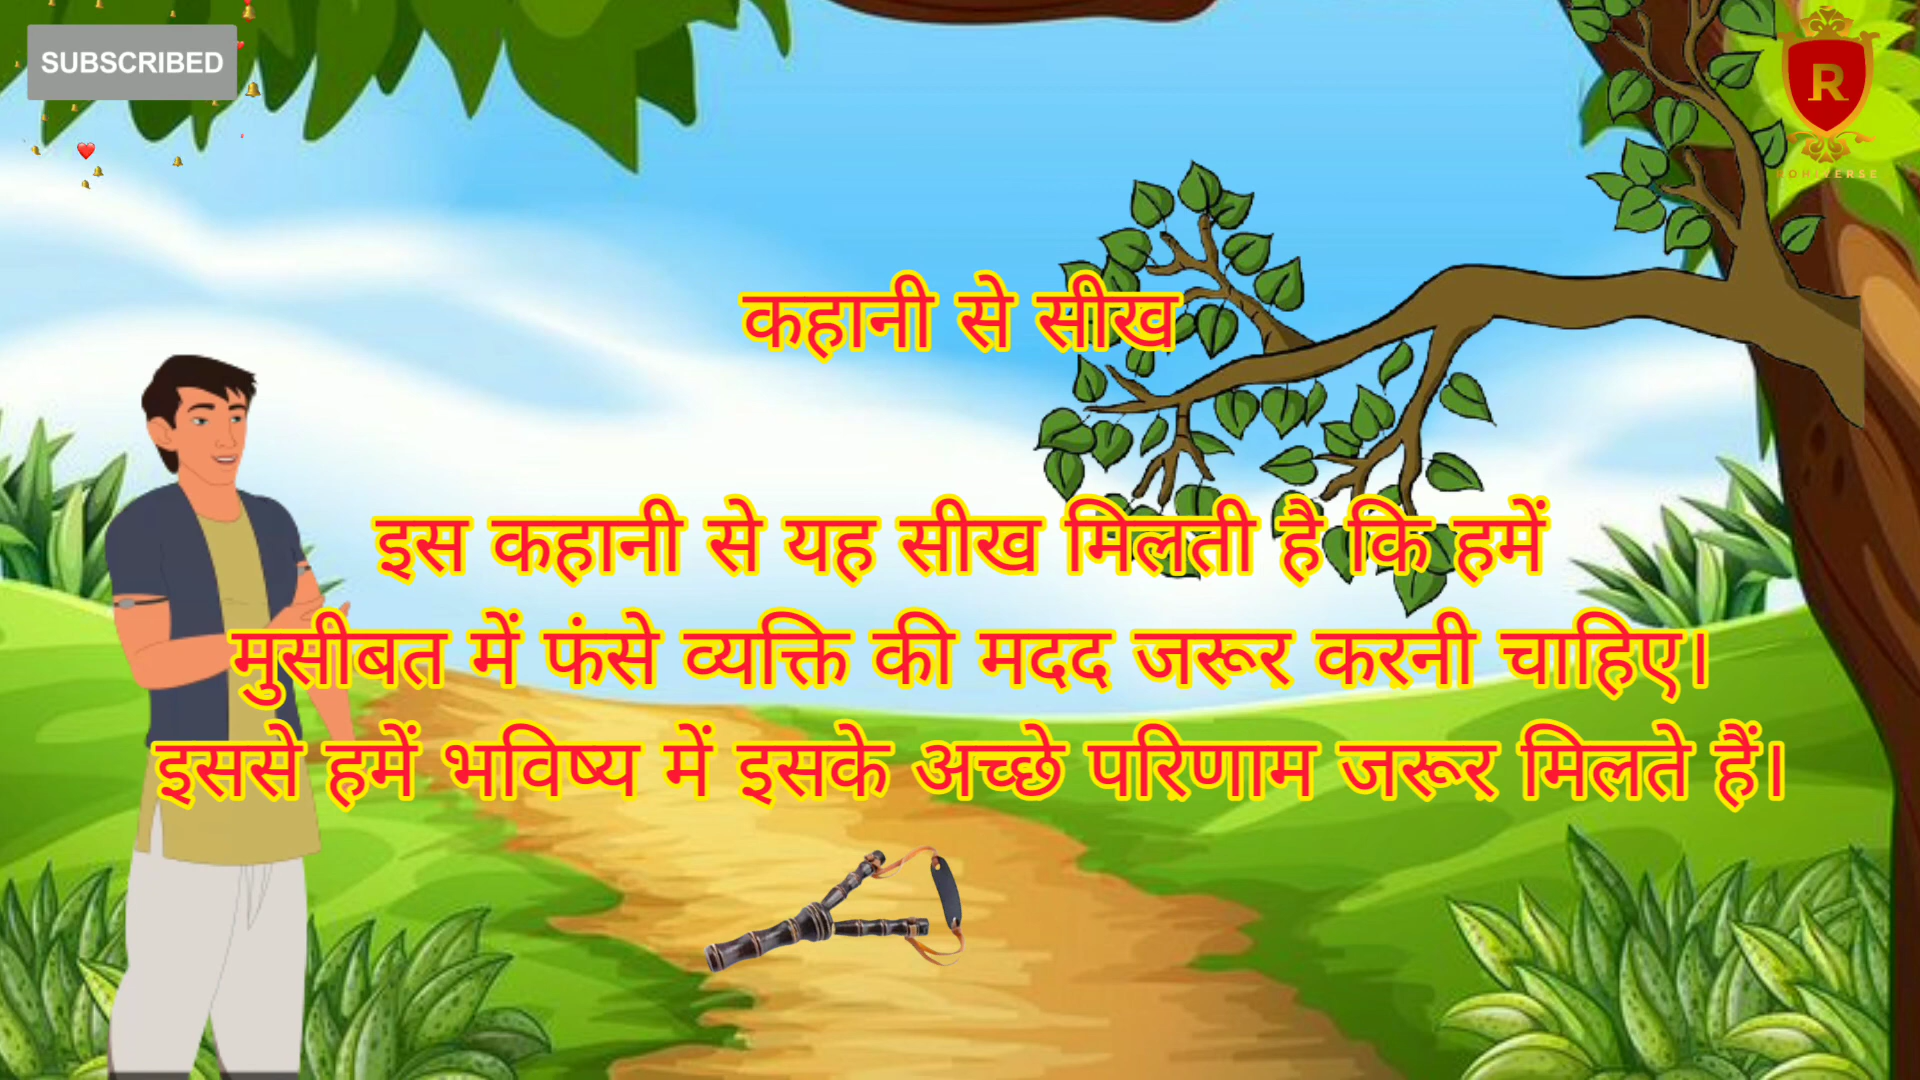 SUBSCRIBED
R
कहानी से सीख
इस कहानी से यह सीख मिलती है कि हमें
मुसीबत में फंसे व्यक्ति की मदद जरूर करनी चाहिए।
इससे हमें भविष्य में इसके अच्छे परिणाम जरूर मिलते हैं।